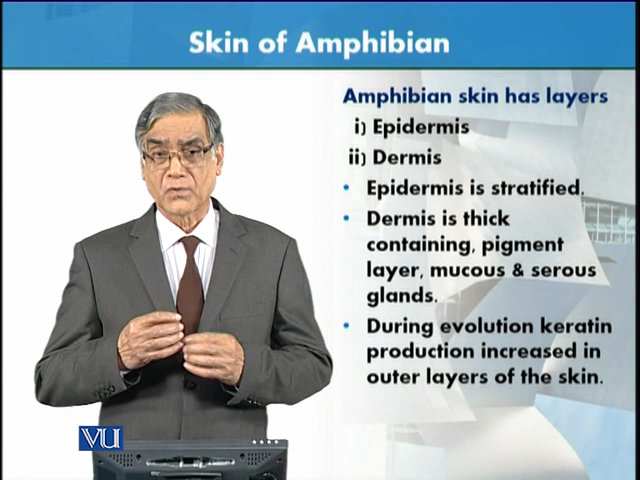 Skin of Amphibian
Amphibian skin has layers
i) Epidermis
ii) Dermis
• Epidermis is stratified.
• Dermis is thick
containing, pigment
layer, mucous & serous
glands.
• During evolution keratin
production increased in
outer layers of the skin.
VU